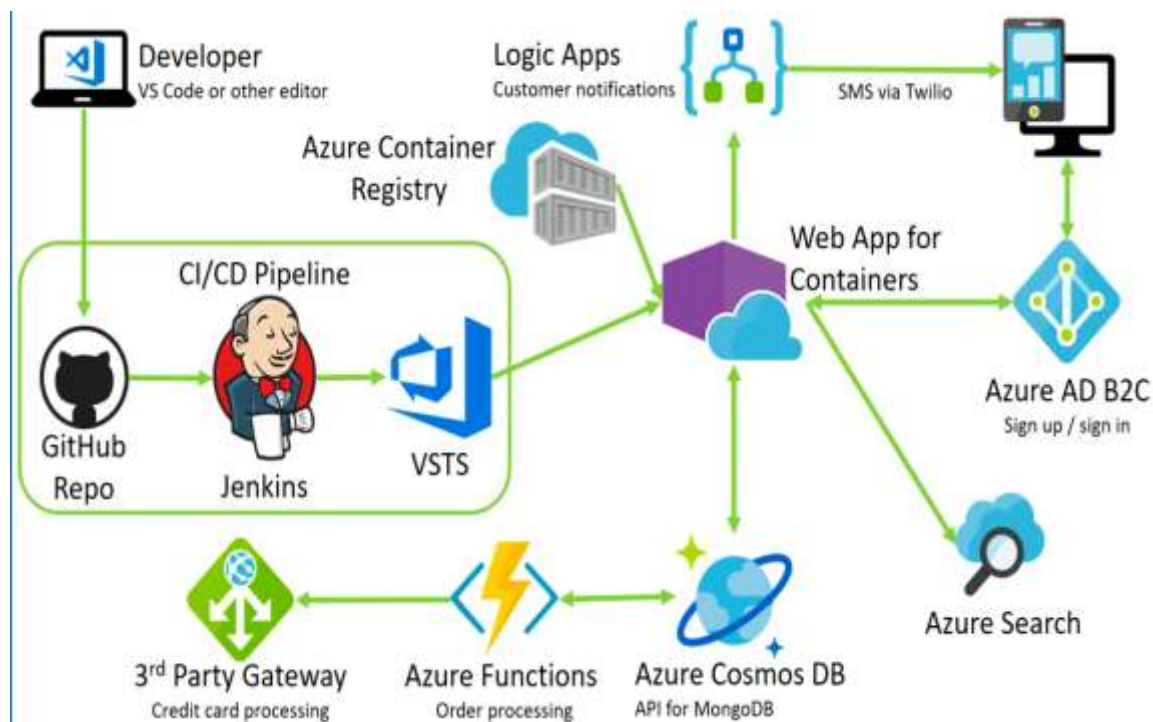 Developer
VS Code or other editor
Logic Apps
Customer notifications
SMS via Twilio
Azure Container
Registry
Web App for
Containers
CI/CD Pipeline
GitHub
Repo
Jenkins
VSTS
Azure AD B2C
Sign up / sign in
Azure Search
3rd Party Gateway
Credit card processing
Azure Functions
Order processing
Azure Cosmos DB
API for MongoDB